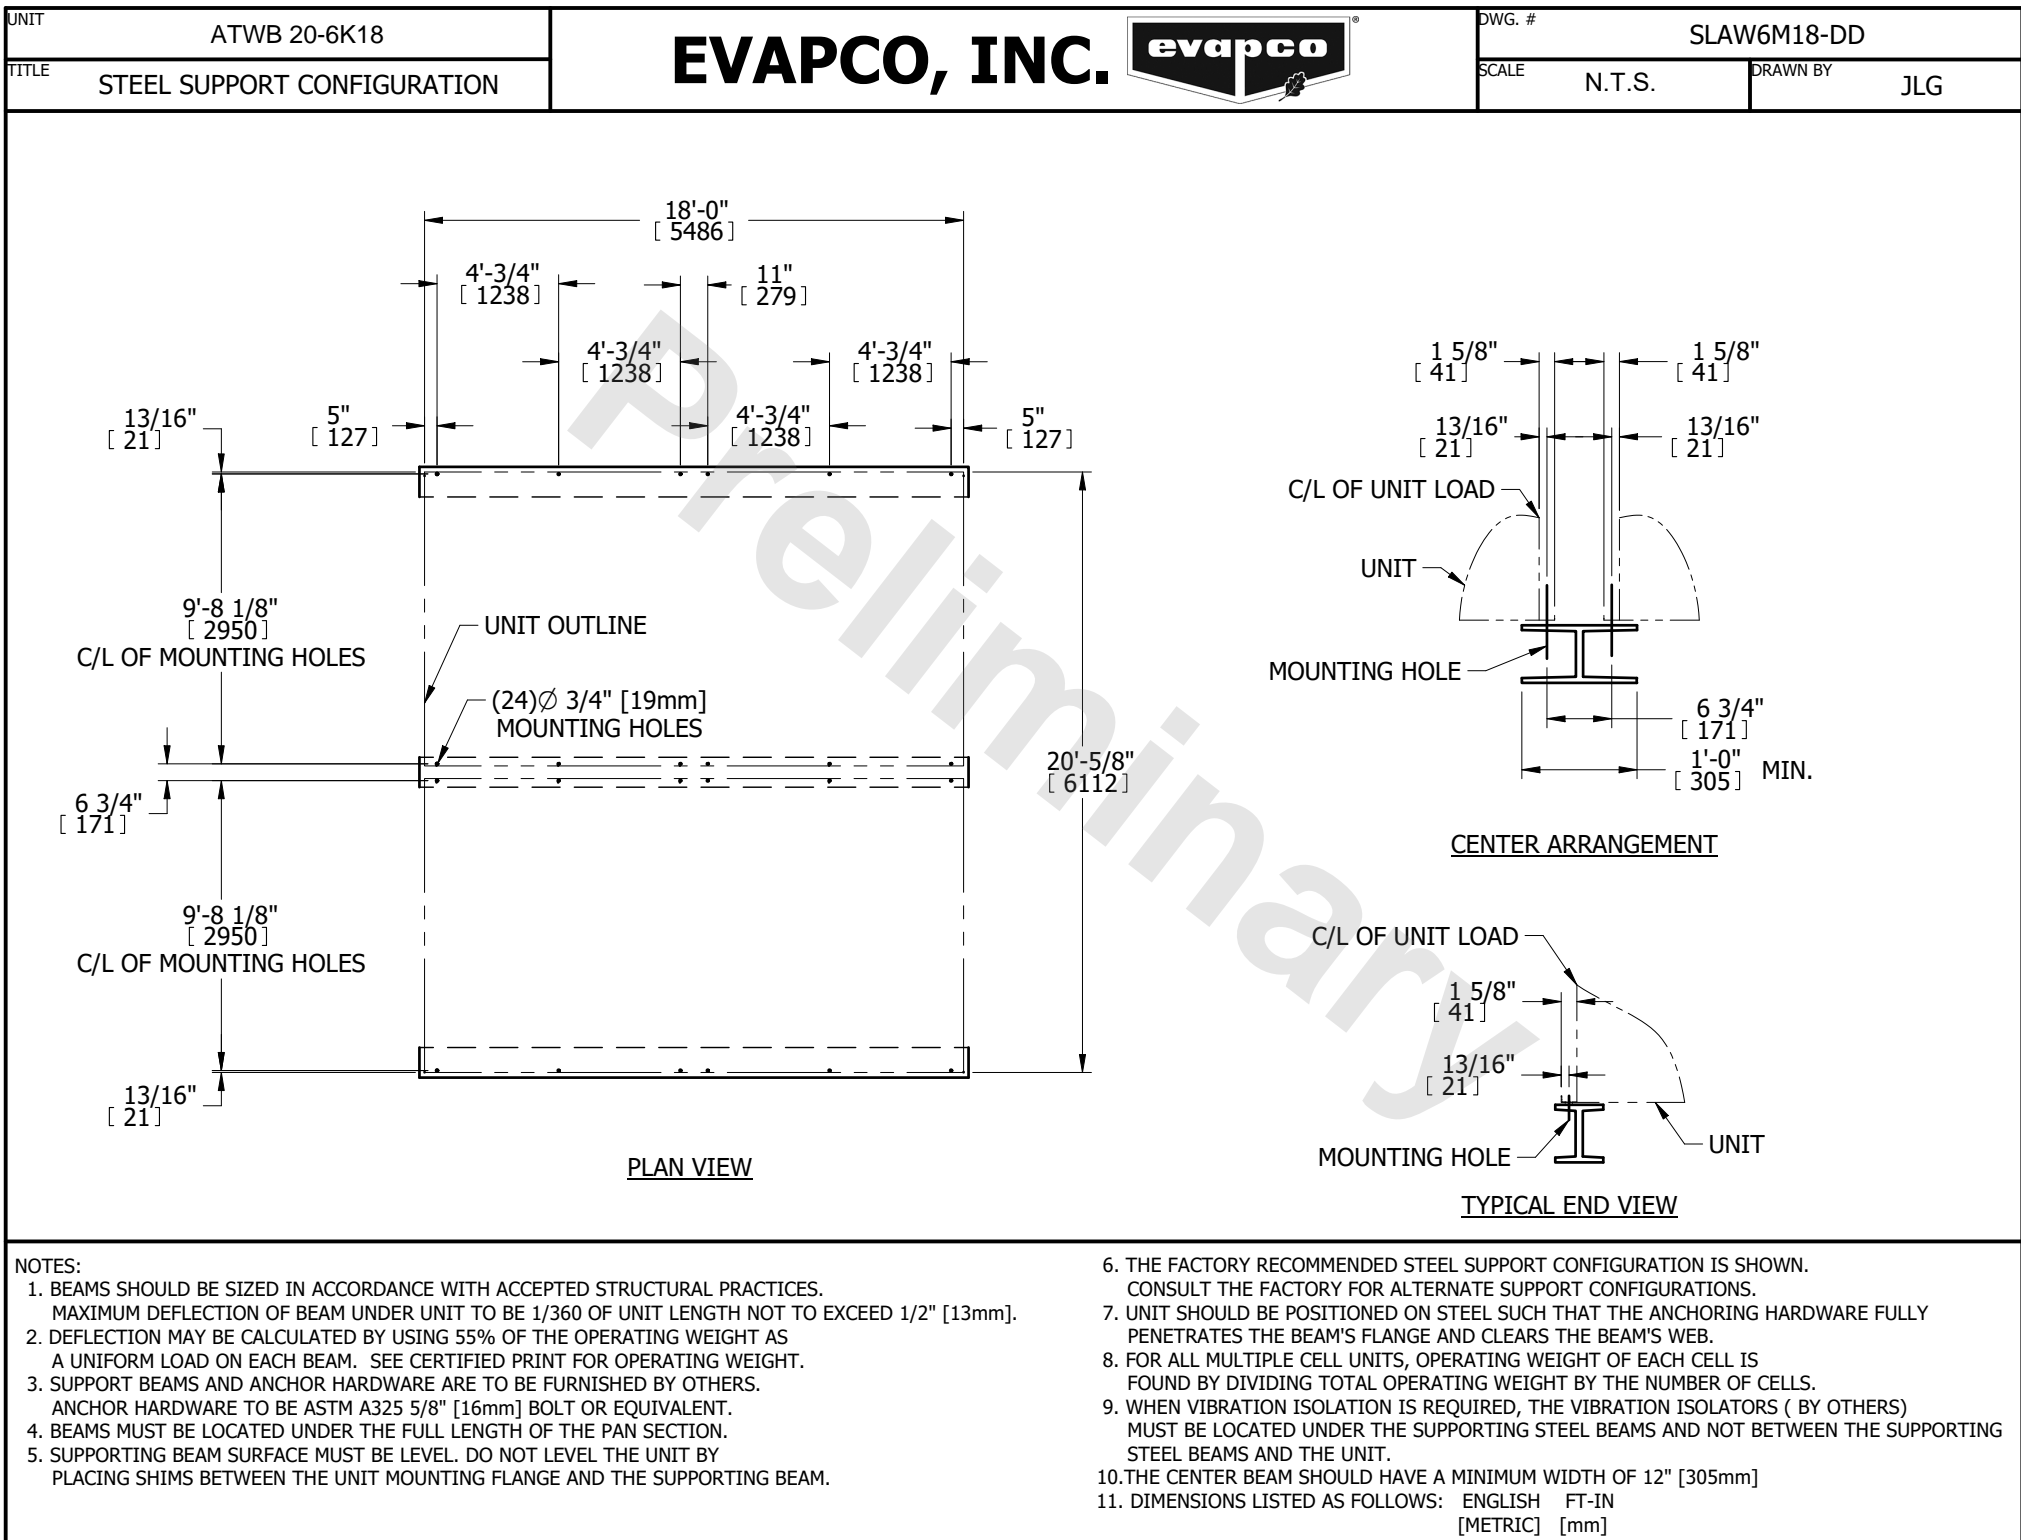 UNIT
ATWB 20-6K18
TITLE
STEEL SUPPORT CONFIGURATION
EVAPCO, INC.
evapco
®
DWG. #
SLAW6M18-DD
SCALE
N.T.S.
DRAWN BY
JLG
18'-0"
[ 5486]
4'-3/4"
[ 1238]
11"
[ 279]
4'-3/4"
[ 1238]
4'-3/4"
[ 1238]
13/16"
[ 21]
5"
[ 127]
4'-3/4"
[ 1238]
5"
[ 127]
9'-8 1/8"
[ 2950]
C/L OF MOUNTING HOLES
UNIT OUTLINE
(24)∅ 3/4" [19mm]
MOUNTING HOLES
6 3/4"
[ 171]
20'-5/8"
[ 6112]
9'-8 1/8"
[ 2950]
C/L OF MOUNTING HOLES
13/16"
[ 21]
PLAN VIEW
Preliminary
1 5/8"
[ 41]
1 5/8"
[ 41]
13/16"
[ 21]
13/16"
[ 21]
C/L OF UNIT LOAD
UNIT
MOUNTING HOLE
6 3/4"
[ 171]
1'-0"
[ 305] MIN.
CENTER ARRANGEMENT
C/L OF UNIT LOAD
1 5/8"
[ 41]
13/16"
[ 21]
MOUNTING HOLE
UNIT
TYPICAL END VIEW
NOTES:
1. BEAMS SHOULD BE SIZED IN ACCORDANCE WITH ACCEPTED STRUCTURAL PRACTICES.
MAXIMUM DEFLECTION OF BEAM UNDER UNIT TO BE 1/360 OF UNIT LENGTH NOT TO EXCEED 1/2" [13mm].
2. DEFLECTION MAY BE CALCULATED BY USING 55% OF THE OPERATING WEIGHT AS
A UNIFORM LOAD ON EACH BEAM. SEE CERTIFIED PRINT FOR OPERATING WEIGHT.
3. SUPPORT BEAMS AND ANCHOR HARDWARE ARE TO BE FURNISHED BY OTHERS.
ANCHOR HARDWARE TO BE ASTM A325 5/8" [16mm] BOLT OR EQUIVALENT.
4. BEAMS MUST BE LOCATED UNDER THE FULL LENGTH OF THE PAN SECTION.
5. SUPPORTING BEAM SURFACE MUST BE LEVEL. DO NOT LEVEL THE UNIT BY
PLACING SHIMS BETWEEN THE UNIT MOUNTING FLANGE AND THE SUPPORTING BEAM.
6. THE FACTORY RECOMMENDED STEEL SUPPORT CONFIGURATION IS SHOWN.
CONSULT THE FACTORY FOR ALTERNATE SUPPORT CONFIGURATIONS.
7. UNIT SHOULD BE POSITIONED ON STEEL SUCH THAT THE ANCHORING HARDWARE FULLY
PENETRATES THE BEAM'S FLANGE AND CLEARS THE BEAM'S WEB.
8. FOR ALL MULTIPLE CELL UNITS, OPERATING WEIGHT OF EACH CELL IS
FOUND BY DIVIDING TOTAL OPERATING WEIGHT BY THE NUMBER OF CELLS.
9. WHEN VIBRATION ISOLATION IS REQUIRED, THE VIBRATION ISOLATORS ( BY OTHERS)
MUST BE LOCATED UNDER THE SUPPORTING STEEL BEAMS AND NOT BETWEEN THE SUPPORTING
STEEL BEAMS AND THE UNIT.
10.THE CENTER BEAM SHOULD HAVE A MINIMUM WIDTH OF 12" [305mm]
11. DIMENSIONS LISTED AS FOLLOWS: ENGLISH FT-IN
[METRIC] [mm]